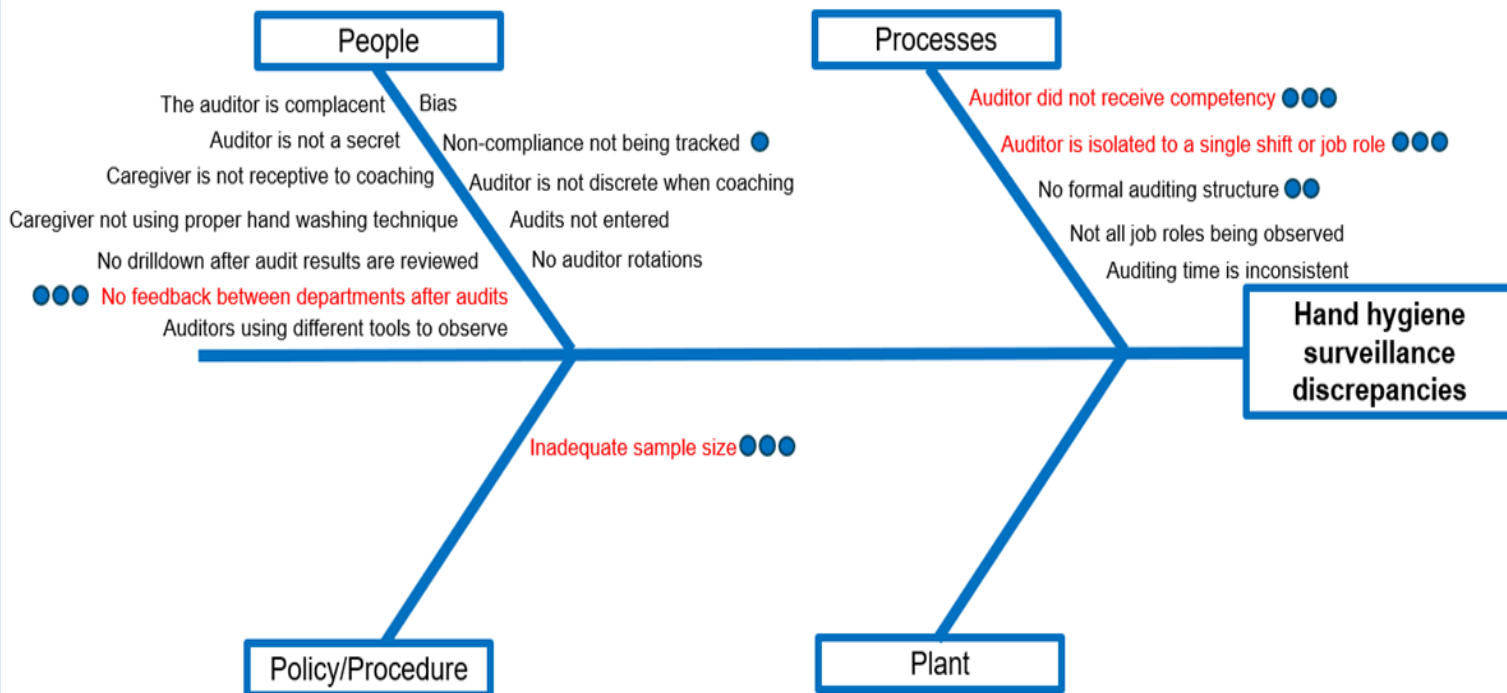 People
Processes
The auditor is complacent
Bias
Auditor is not a secret
Non-compliance not being tracked
Caregiver is not receptive to coaching
Auditor is not discrete when coaching
Caregiver not using proper hand washing technique
Audits not entered
No drilldown after audit results are reviewed
No auditor rotations
No feedback between departments after audits
Auditors using different tools to observe
Auditor did not receive competency
Auditor is isolated to a single shift or job role
No formal auditing structure
Not all job roles being observed
Auditing time is inconsistent
Hand hygiene
surveillance
discrepancies
Inadequate sample size
Policy/Procedure
Plant